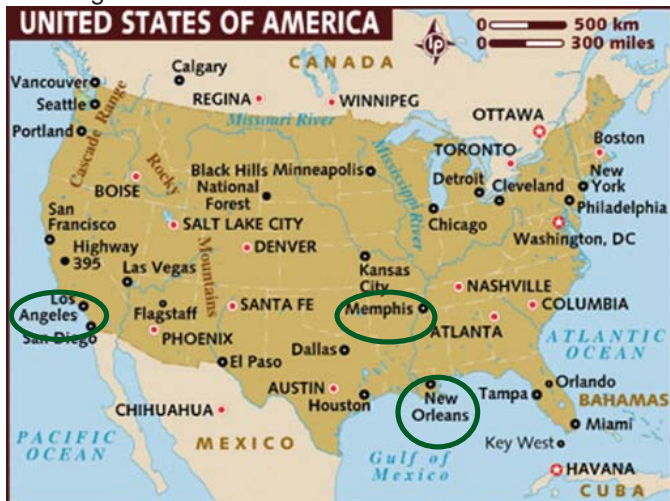 UNITED STATES OF AMERICA
lp
0 500 km
0 300 miles
CANADA
Vancouver
Calgary
Seattle
REGINA
WINNIPEG
Portland
Cascade Range
Missouri River
OTTAWA
TORONTO
Boston
Rocky
Mountains
BOISE
Black Hills
National
Forest
Minneapolis
Mississippi River
Detroit
Cleveland
New
York
Philadelphia
San
Francisco
SALT LAKE CITY
Chicago
Washington, DC
Highway
395
DENVER
Las Vegas
Kansas
City
NASHVILLE
Los
Angeles
Flagstaff
SANTA FE
Memphis
COLUMBIA
San Diego
PHOENIX
ATLANTA
ATLANTIC
OCEAN
Dallas
El Paso
AUSTIN
Houston
New
Orleans
Tampa
Orlando
BAHAMAS
CHIHUAHUA
Miami
PACIFIC
OCEAN
MEXICO
Gulf of
Mexico
Key West
HAVANA
CUBA